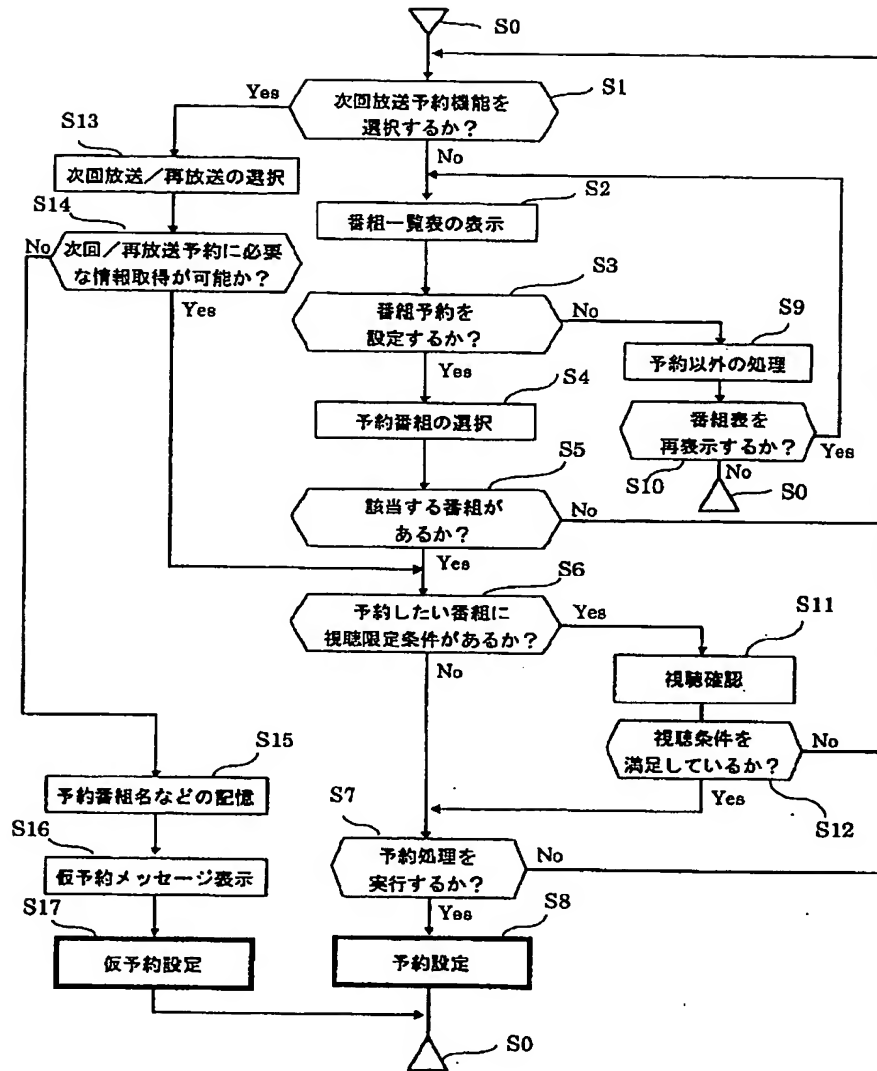 S0
次回放送予約機能を
選択するか？
S1
Yes
No
S13
次回放送／再放送の選択
S14
次回／再放送予約に必要
な情報取得が可能か？
No
Yes
S2
番組一覧表の表示
S3
番組予約を
設定するか？
No
Yes
S9
予約以外の処理
番組表を
再表示するか？
Yes
S10
No
S0
S4
予約番組の選択
S5
該当する番組が
あるか？
No
Yes
S6
予約したい番組に
視聴限定条件があるか？
Yes
No
S11
視聴確認
視聴条件を
満足しているか？
No
Yes
S12
S15
予約番組名などの記憶
S16
仮予約メッセージ表示
S17
仮予約設定
S7
予約処理を
実行するか？
No
Yes
S8
予約設定
S0